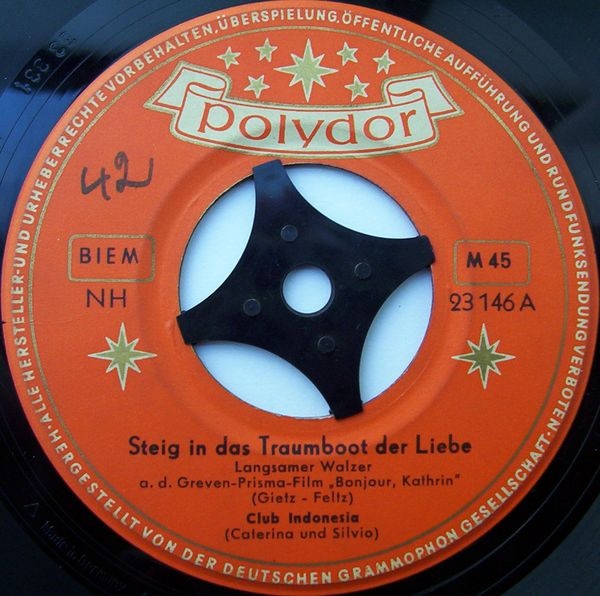 ALLE HERSTELLER- UND URHEBERRECHTE VORBEHALTEN, ÜBERSPIELUNG, ÖFFENTLICHE AUFFÜHRUNG UND RUNDFUNKSENDUNG VERBOTEN
polydor
42
BIEM
NH
M 45
23 146 A
Steig in das Traumboot der Liebe
Langsamer Walzer
a. d. Greven-Prisma-Film „Bonjour, Kathrin"
(Gietz - Feltz)
Club Indonesia
(Caterina und Silvio)
HERGESTELLT VON DER DEUTSCHEN GRAMMOPHON GESELLSCHAFT
Made in Germany